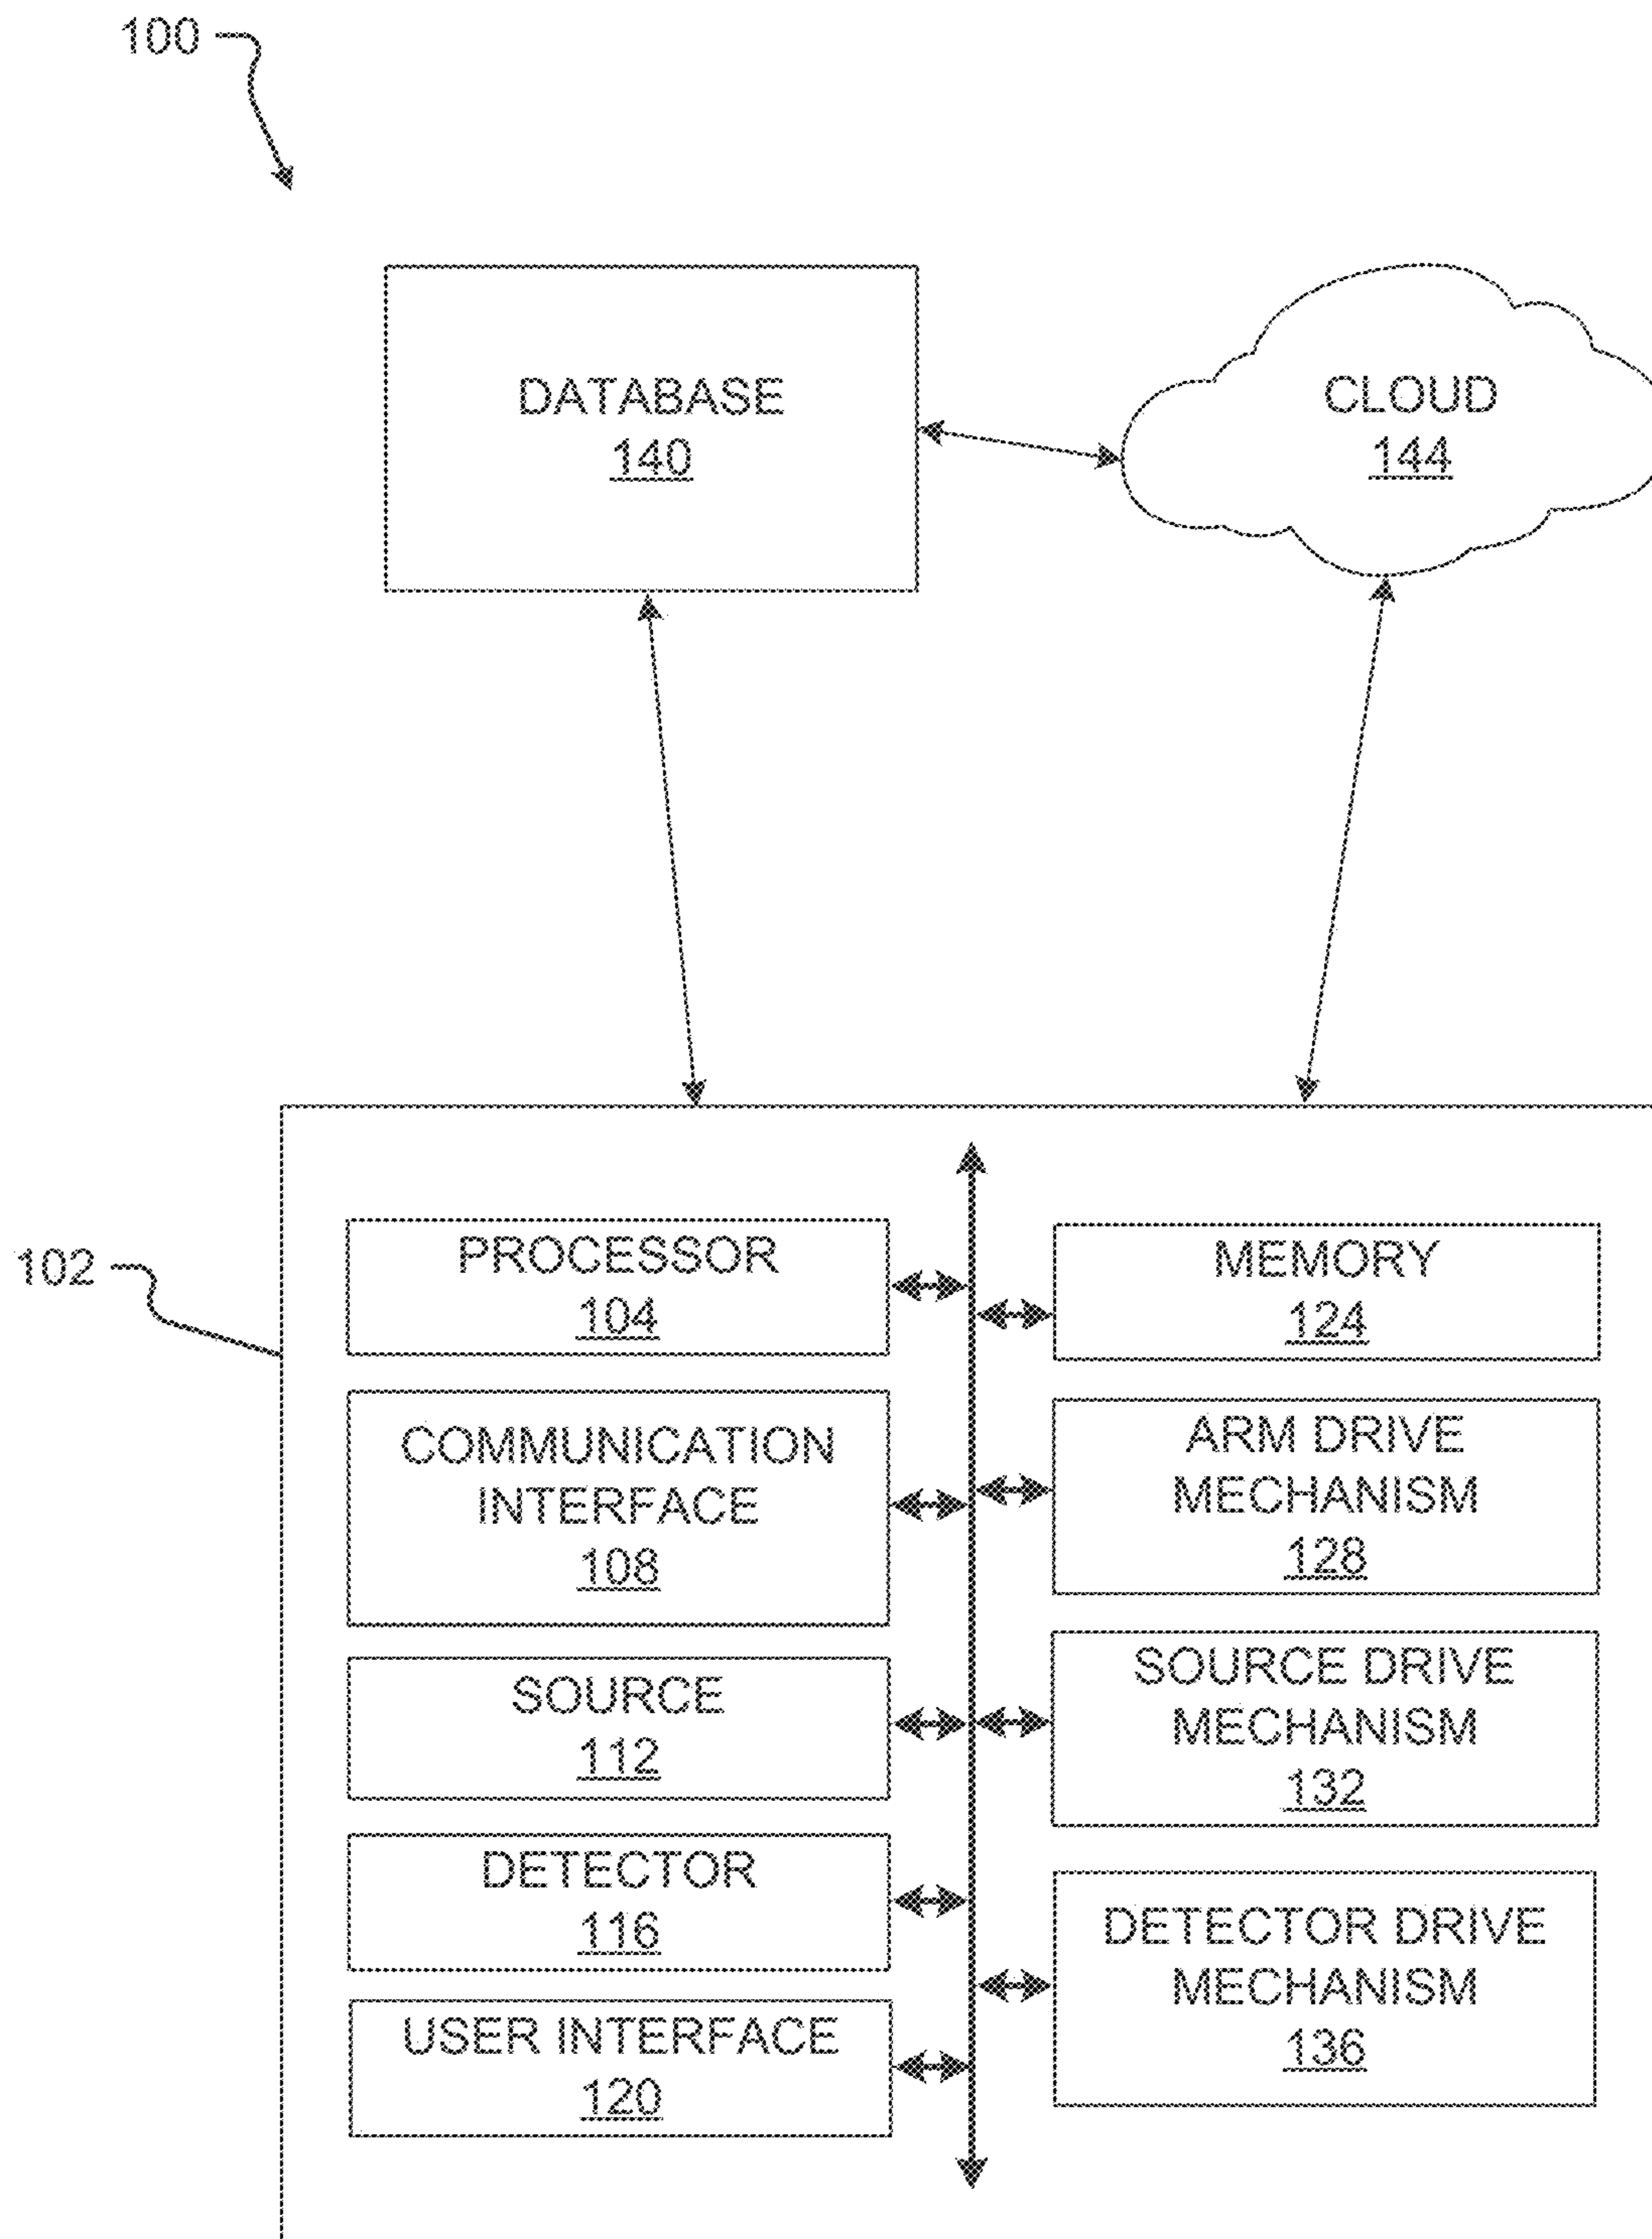 100
DATABASE
140
CLOUD
144
102
PROCESSOR
104
COMMUNICATION
INTERFACE
108
SOURCE
112
DETECTOR
116
USER INTERFACE
120
MEMORY
124
ARM DRIVE
MECHANISM
128
SOURCE DRIVE
MECHANISM
132
DETECTOR DRIVE
MECHANISM
136